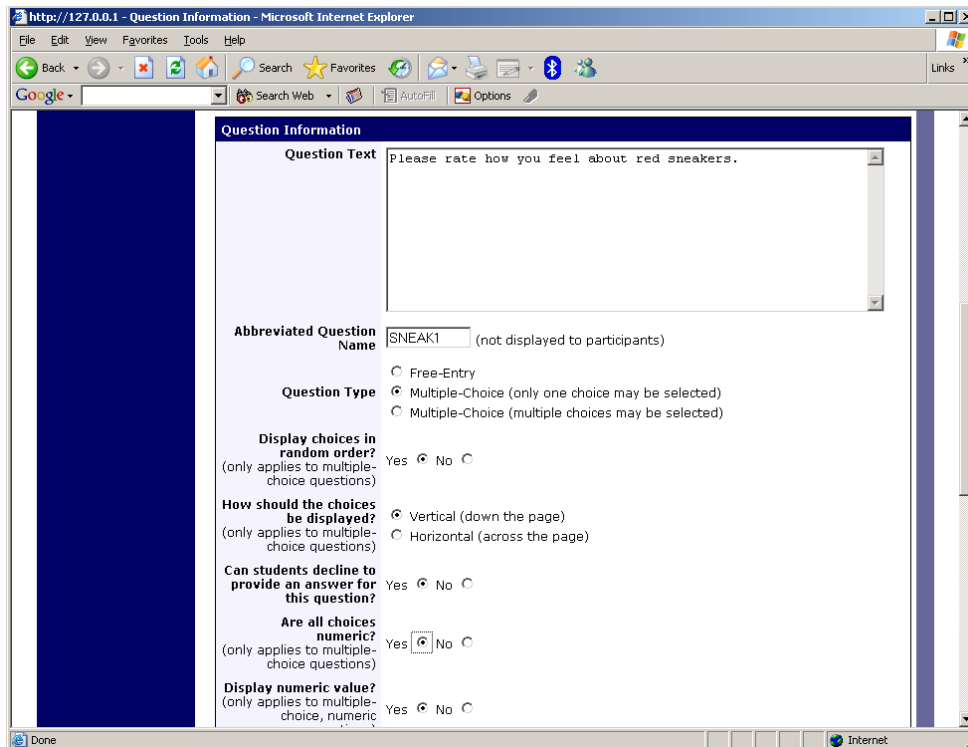 http://127.0.0.1 - Question Information - Microsoft Internet Explorer
File Edit View Favorites Tools Help
Back Search Favorites Links »
Google Search Web AutoFill Options
Question Information
Question Text Please rate how you feel about red sneakers.
Abbreviated Question
Name SNEAK1 (not displayed to participants)
Free-Entry
Question Type Multiple-Choice (only one choice may be selected)
Multiple-Choice (multiple choices may be selected)
Display choices in
random order?
(only applies to multiple-
choice questions)
Yes No
How should the choices
be displayed?
(only applies to multiple-
choice questions)
Vertical (down the page)
Horizontal (across the page)
Can students decline to
provide an answer for
this question?
Yes No
Are all choices
numeric?
(only applies to multiple-
choice questions)
Yes No
Display numeric value?
(only applies to multiple-
choice, numeric
Yes No
Done Internet